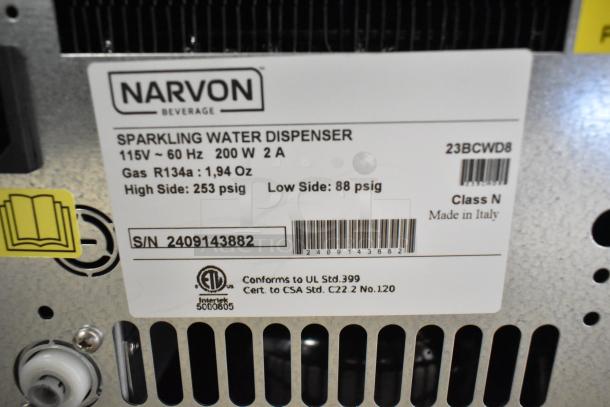 NARVON
BEVERAGE
SPARKLING WATER DISPENSER
115V ~ 60 Hz 200 W 2 A
23BCWD8
Gas R134a : 1,94 Oz
High Side: 253 psig Low Side: 88 psig
Class N
Made in Italy
S/N 2409143882
2409143882
ETL
Intertek
5000605
Conforms to UL Std.399
Cert. to CSA Std. C22.2 No.120